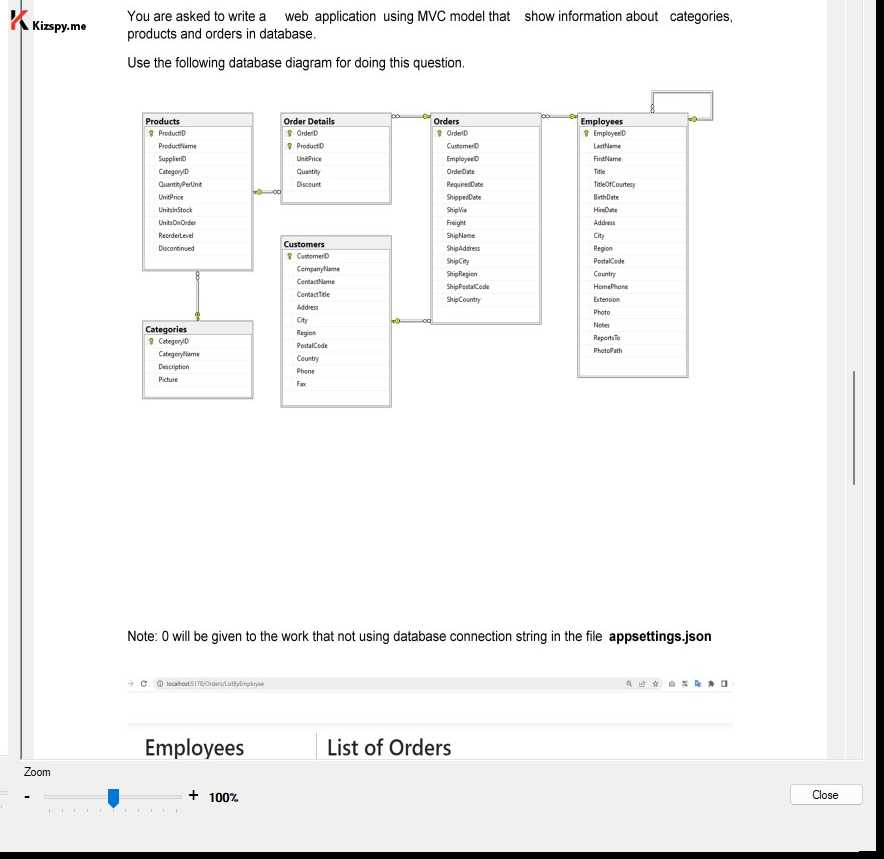 Kizspy.me
You are asked to write a web application using MVC model that show information about categories,
products and orders in database.
Use the following database diagram for doing this question.
Products
ProductID
ProductName
SupplierID
CategoryID
QuantityPerUnit
UnitPrice
UnitsInStock
UnitsOnOrder
ReorderLevel
Discontinued
Order Details
OrderID
ProductID
UnitPrice
Quantity
Discount
Orders
OrderID
CustomerID
EmployeeID
OrderDate
RequiredDate
ShippedDate
ShipVia
Freight
ShipName
ShipAddress
ShipCity
ShipRegion
ShipPostalCode
ShipCountry
Employees
EmployeeID
LastName
FirstName
Title
TitleOfCourtesy
BirthDate
HireDate
Address
City
Region
PostalCode
Country
HomePhone
Extension
Photo
Notes
ReportsTo
PhotoPath
Customers
CustomerID
CompanyName
ContactName
ContactTitle
Address
City
Region
PostalCode
Country
Phone
Fax
Categories
CategoryID
CategoryName
Description
Picture
Note: 0 will be given to the work that not using database connection string in the file appsettings.json
localhost:5178/Orders/ListByEmployee
Employees
List of Orders
Zoom
- + 100%
Close